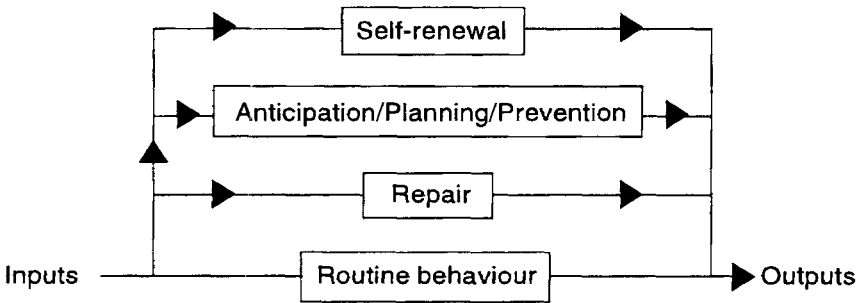 Self-renewal
Anticipation/Planning/Prevention
Repair
Inputs
Routine behaviour
Outputs